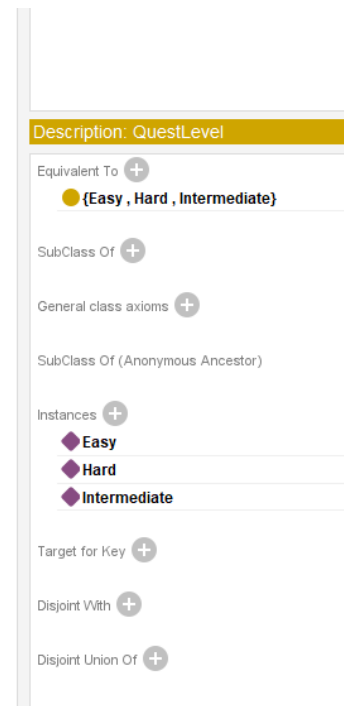 Description: QuestLevel
Equivalent To
{Easy , Hard , Intermediate}
SubClass Of
General class axioms
SubClass Of (Anonymous Ancestor)
Instances
Easy
Hard
Intermediate
Target for Key
Disjoint With
Disjoint Union Of